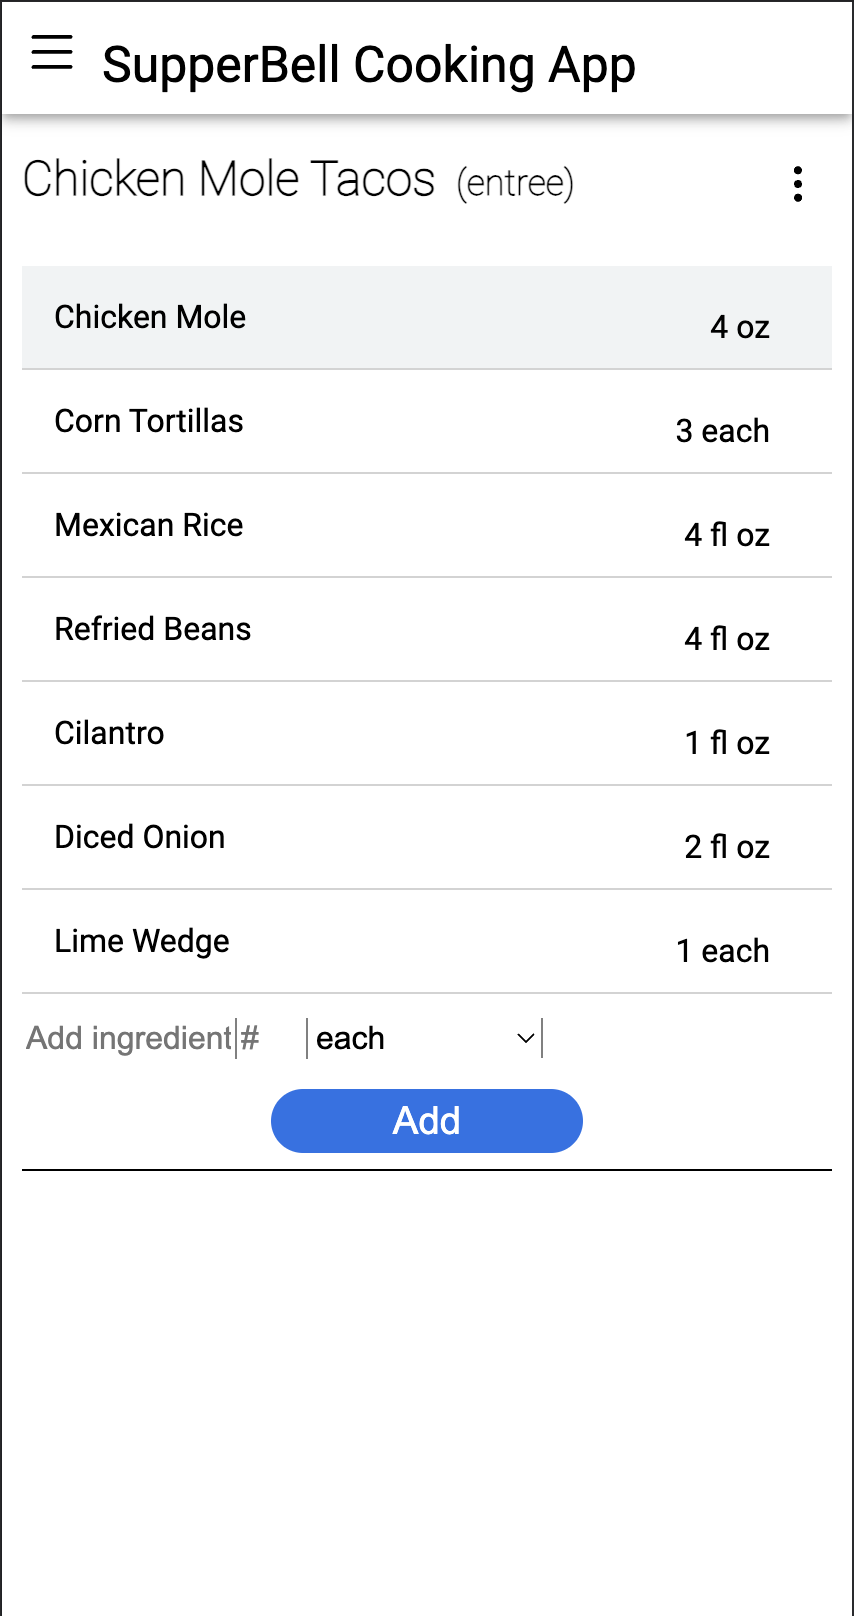 SupperBell Cooking App
Chicken Mole Tacos (entree)
Chicken Mole 4 oz
Corn Tortillas 3 each
Mexican Rice 4 fl oz
Refried Beans 4 fl oz
Cilantro 1 fl oz
Diced Onion 2 fl oz
Lime Wedge 1 each
Add ingredient # each
Add